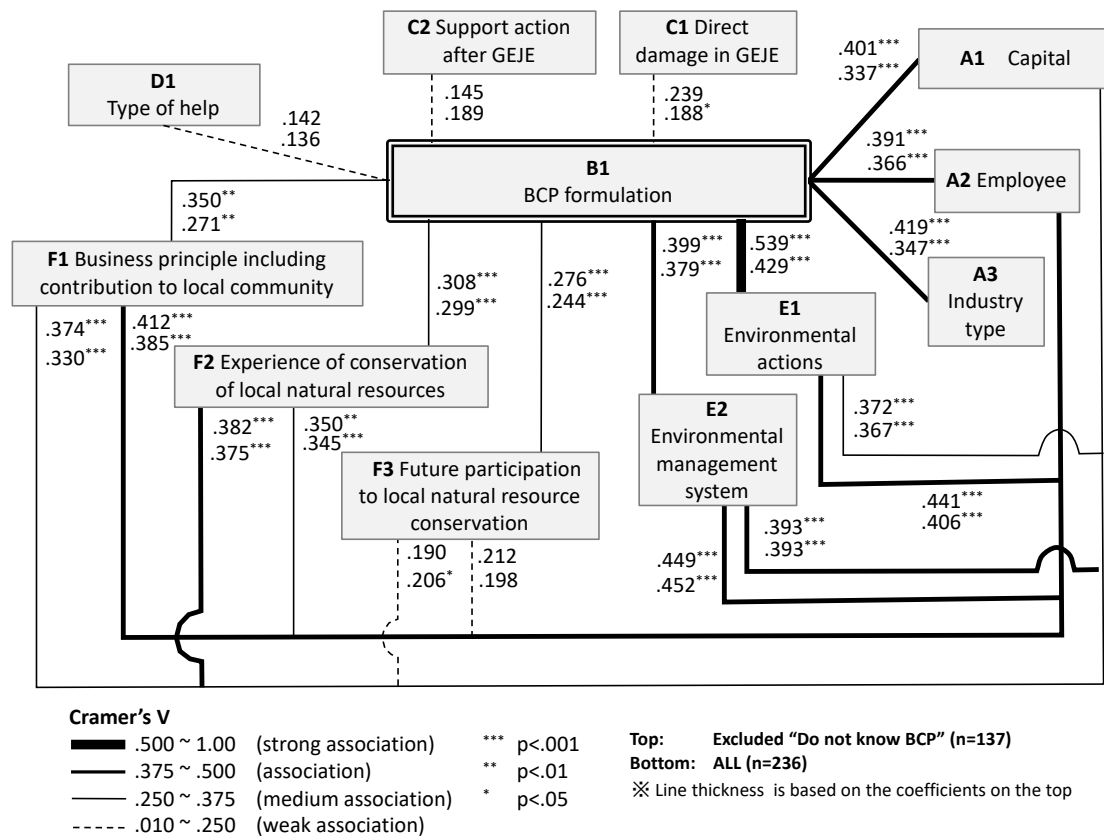 C2 Support action
after GEJE
C1 Direct
damage in GEJE
A1 Capital
.401***
.337***
D1
Type of help
.145
.189
.239
.188*
.142
.136
B1
BCP formulation
.391***
.366***
A2 Employee
.350**
.271**
.419***
.347***
F1 Business principle including
contribution to local community
.399***
.379***
.539***
.429***
A3
Industry
type
.308***
.299***
.276***
.244***
E1
Environmental
actions
.374***
.330***
.412***
.385***
F2 Experience of conservation
of local natural resources
.372***
.367***
E2
Environmental
management
system
.382***
.375***
.350**
.345***
F3 Future participation
to local natural resource
conservation
.441***
.406***
.393***
.393***
.190
.206*
.212
.198
.449***
.452***
Cramer's V
.500 ~ 1.00 (strong association)
.375 ~ .500 (association)
.250 ~ .375 (medium association)
.010 ~ .250 (weak association)
*** p<.001
** p<.01
* p<.05
Top: Excluded “Do not know BCP” (n=137)
Bottom: ALL (n=236)
※ Line thickness is based on the coefficients on the top